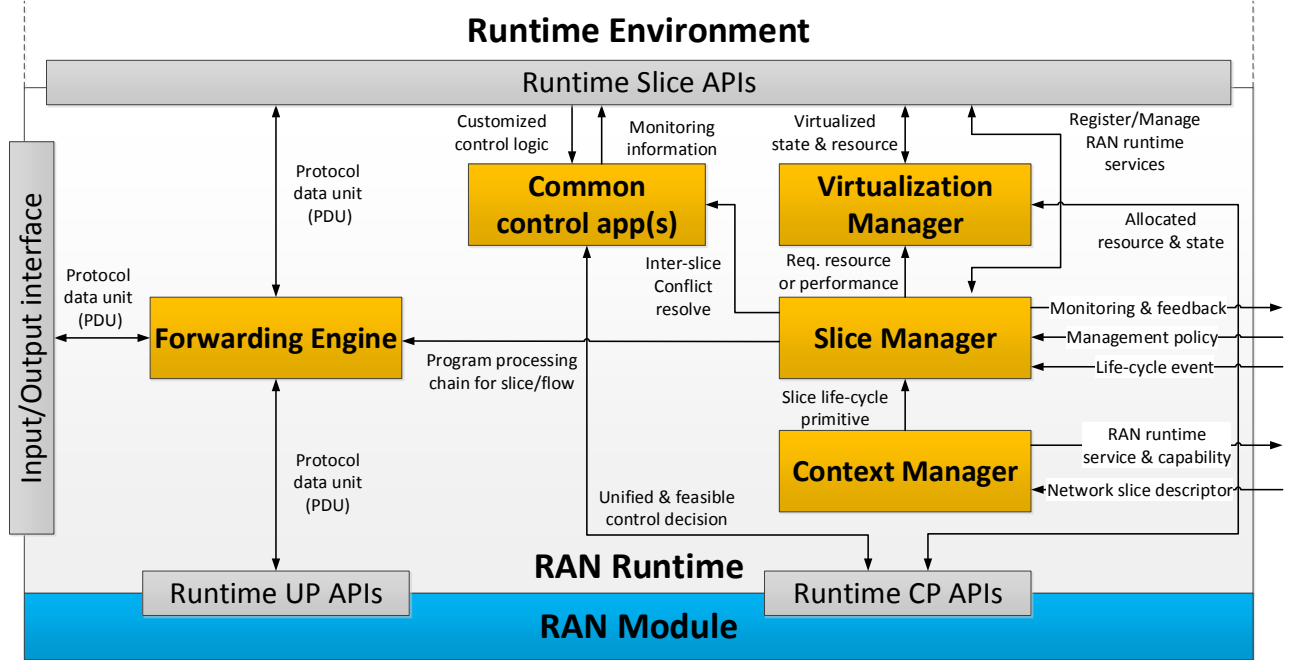 Runtime Environment
Runtime Slice APIs
Customized
control logic
Monitoring
information
Virtualized
state & resource
Register/Manage
RAN runtime
services
Protocol
data unit
(PDU)
Common
control app(s)
Virtualization
Manager
Allocated
resource & state
Input/Output interface
Protocol
data unit
(PDU)
Inter-slice
Conflict
resolve
Req. resource
or performance
Forwarding Engine
Slice Manager
Monitoring & feedback
Management policy
Life-cycle event
Program processing
chain for slice/flow
Slice life-cycle
primitive
Context Manager
RAN runtime
service & capability
Network slice descriptor
Protocol
data unit
(PDU)
Unified & feasible
control decision
RAN Runtime
Runtime UP APIs
Runtime CP APIs
RAN Module